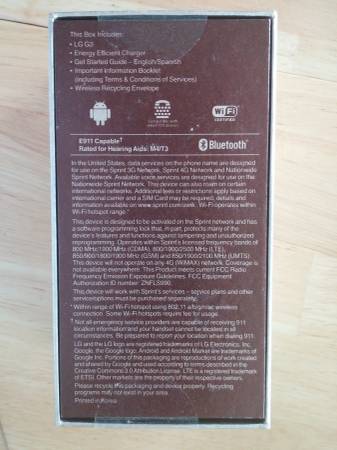 This Box Includes:
• LG G3
• Energy Efficient Charger
• Get Started Guide – English/Spanish
• Important Information Booklet
(Including Terms & Conditions of Services)
• Wireless Recycling Envelope
WiFi
CERTIFIED
E911 Capable†
Rated for Hearing Aids: M4/T3
Bluetooth®
In the United States, data services on the phone name are designed
for use on the Sprint 3G Network, Sprint 4G Network and Nationwide
Sprint Network. Available voice services are designed for use on the
Nationwide Sprint Network. This device can also roam on certain
international networks. Additional fees or restrictions apply based on
international carrier and a SIM Card may be required, details and
information available on www.sprint.com/swwk. Wi-Fi operates within
Wi-Fi hotspot range.*
This device is designed to be activated on the Sprint network and has
a software programming lock that, in part, protects many of the
device's features and functions against tampering and unauthorized
reprogramming. Operates within Sprint's licensed frequency bands of
800 MHz/1900 MHz (CDMA), 800/1900/2500 MHz (LTE),
850/900/1800/1900 MHz (GSM) and 850/1900/2100 MHz (UMTS).
This device will not operate on any 4G (WiMAX) network. Coverage is
not available everywhere. This Product meets current FCC Radio
Frequency Emission Exposure Guidelines. FCC Equipment
Authorization ID number: ZNFLS990.
This device will work with Sprint's – service plans and other
services/options must be purchased separately.
* Within range of Wi-Fi hotspot using 802.11 a/b/g/n/ac wireless
connection. Some Wi-Fi hotspots require fee for usage.
† Not all emergency service providers are capable of receiving 911
location information and your handset cannot be located in all
circumstances. Be prepared to report your location when dialing 911.
LG and the LG logo are registered trademarks of LG Electronics, Inc.
Google, the Google logo, Android and Android Market are trademarks of
Google Inc. Portions of this packaging are reproductions of work created
and shared by Google and used according to terms described in the
Creative Commons 3.0 Attribution License. LTE is a registered trademark
of ETSI. Other markets are the property of their respective owners.
Please recycle this packaging and device properly. Recycling
programs may not exist in your area.
Printed in Korea